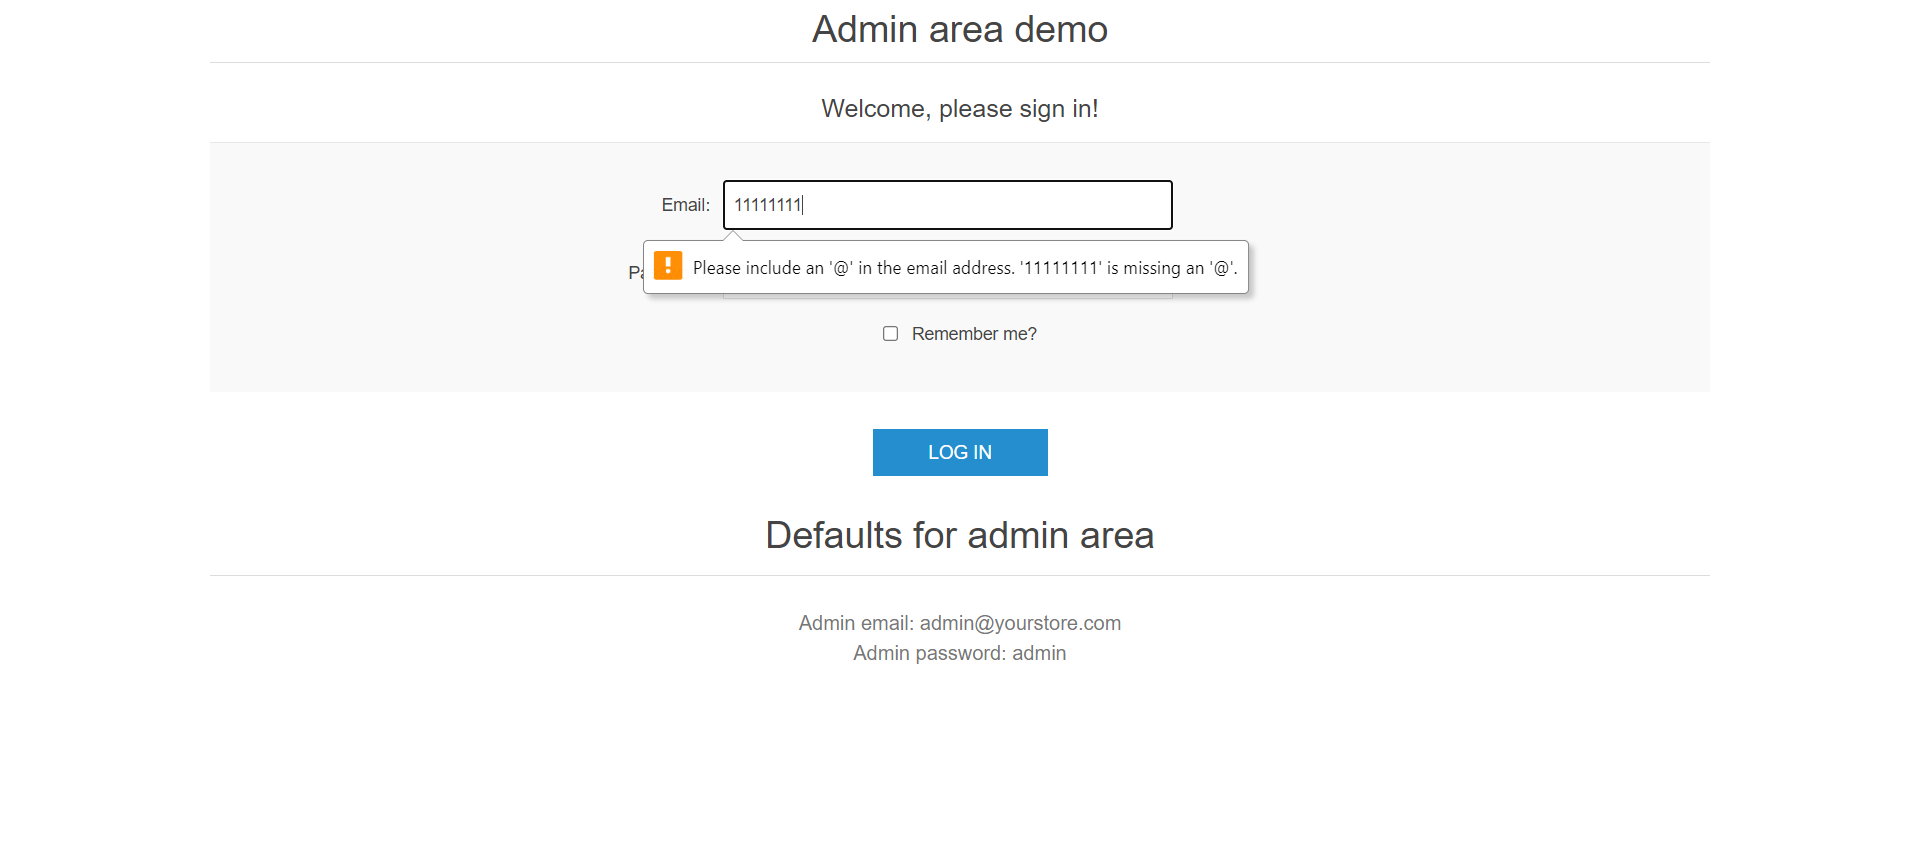 Admin area demo
Welcome, please sign in!
Email: 11111111
Please include an '@' in the email address. '11111111' is missing an '@'.
Remember me?
LOG IN
Defaults for admin area
Admin email: admin@yourstore.com
Admin password: admin